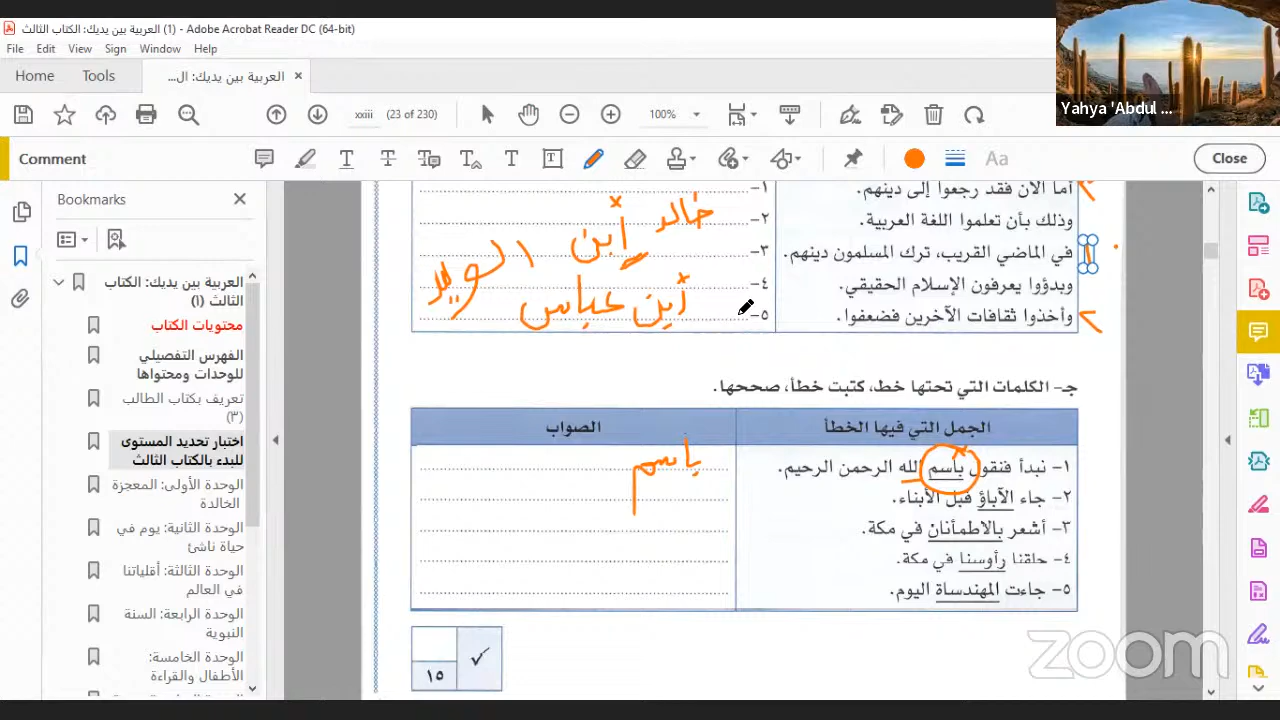 العربية بين يديك: الكتاب الثالث (1) - Adobe Acrobat Reader DC (64-bit)
File Edit View Sign Window Help
Home Tools العربية بين يديك: ال... ×
xxiii (23 of 230) 100%
Yahya 'Abdul ...
Comment Close
Bookmarks
العربية بين يديك: الكتاب الثالث (١)
محتويات الكتاب
الفهرس التفصيلي للوحدات ومحتواها
تعريف بكتاب الطالب (٣)
اختبار تحديد المستوى للبدء بالكتاب الثالث
الوحدة الأولى: المعجزة الخالدة
الوحدة الثانية: يوم في حياة ناشئ
الوحدة الثالثة: أقلياتنا في العالم
الوحدة الرابعة: السنة النبوية
الوحدة الخامسة: الأطفال والقراءة
أما الآن فقد رجعوا إلى دينهم. ١-
وذلك بأن تعلموا اللغة العربية. ٢-
في الماضي القريب، ترك المسلمون دينهم. ٣-
وبدؤوا يعرفون الإسلام الحقيقي. ٤-
وأخذوا ثقافات الآخرين فضعفوا. ٥-
خالد إبن الوليد
أبن عباس
جـ- الكلمات التي تحتها خط، كتبت خطأ، صححها.
الجمل التي فيها الخطأ الصواب
١- نبدأ فنقول بأسم الله الرحمن الرحيم. باسم
٢- جاء الآباؤ قبل الأبناء.
٣- أشعر بالاطمأنان في مكة.
٤- حلقنا رأوسنا في مكة.
٥- جاءت المهندساة اليوم.
١٥ ✓
zoom